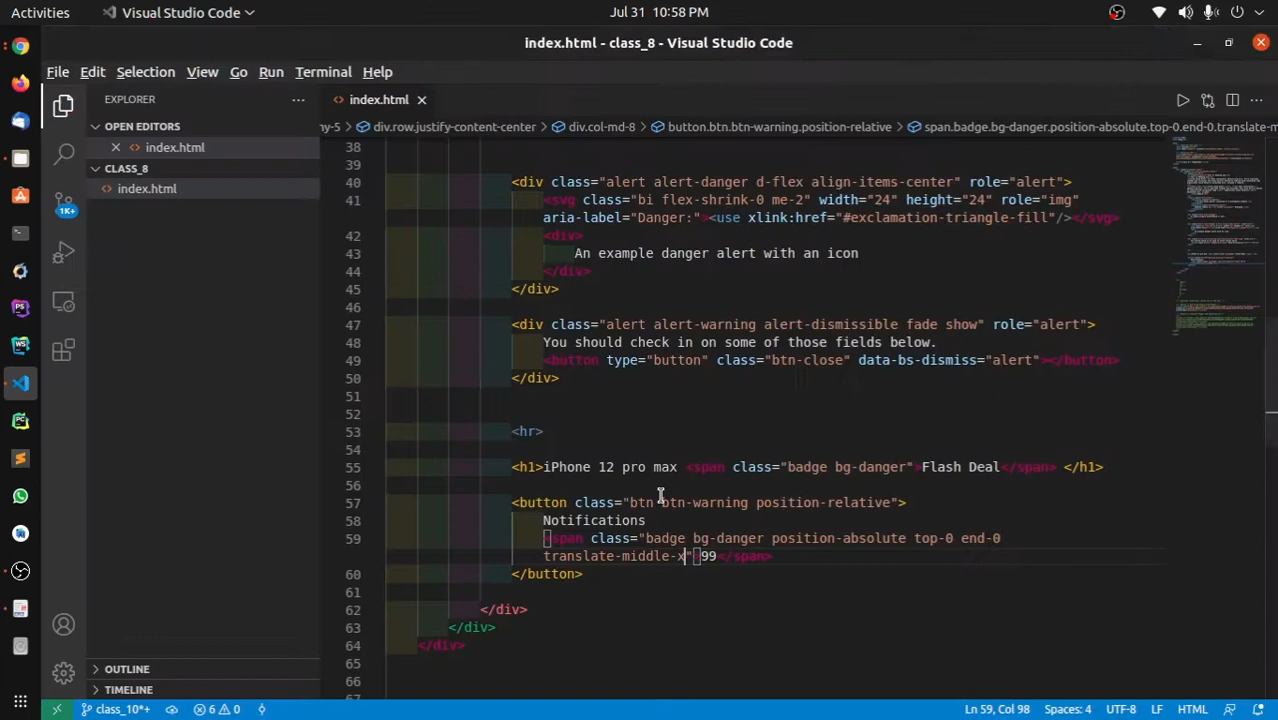 Activities
Visual Studio Code
Jul 31 10:58 PM
index.html - class_8 - Visual Studio Code
File Edit Selection View Go Run Terminal Help
EXPLORER
index.html
ny-5 > div.row.justify-content-center > div.col-md-8 > button.btn.btn-warning.position-relative > span.badge.bg-danger.position-absolute.top-0.end-0.translate-m
OPEN EDITORS
index.html
CLASS_8
index.html
1K+
38
39
40 <div class="alert alert-danger d-flex align-items-center" role="alert">
41 <svg class="bi flex-shrink-0 me-2" width="24" height="24" role="img"
aria-label="Danger:"><use xlink:href="#exclamation-triangle-fill"/></svg>
42 <div>
43 An example danger alert with an icon
44 </div>
45 </div>
46
47 <div class="alert alert-warning alert-dismissible fade show" role="alert">
48 You should check in on some of those fields below.
49 <button type="button" class="btn-close" data-bs-dismiss="alert"></button>
50 </div>
51
52
53 <hr>
54
55 <h1>iPhone 12 pro max <span class="badge bg-danger">Flash Deal</span> </h1>
56
57 <button class="btn btn-warning position-relative">
58 Notifications
59 <span class="badge bg-danger position-absolute top-0 end-0
translate-middle-x">99</span>
60 </button>
61
62 </div>
63 </div>
64 </div>
65
66
67
OUTLINE
TIMELINE
class_10*+
6 0
Ln 59, Col 98
Spaces: 4
UTF-8
LF
HTML